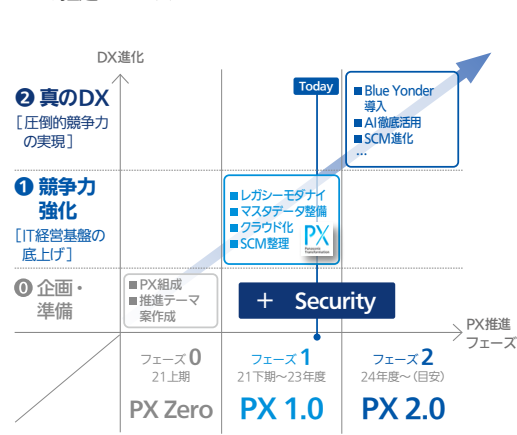 DX進化
❷ 真のDX
[圧倒的競争力
の実現]
Today
■Blue Yonder
導入
■AI徹底活用
■SCM進化
…
❶ 競争力
強化
[IT経営基盤の
底上げ]
■レガシーモダナイ
■マスタデータ整備
■クラウド化
■SCM整理
PX
Panasonic
Transformation
⓪ 企画・
準備
■PX組成
■推進テーマ
案作成
+ Security
PX推進
フェーズ
フェーズ0
21上期
PX Zero
フェーズ1
21下期~23年度
PX 1.0
フェーズ2
24年度~(目安)
PX 2.0